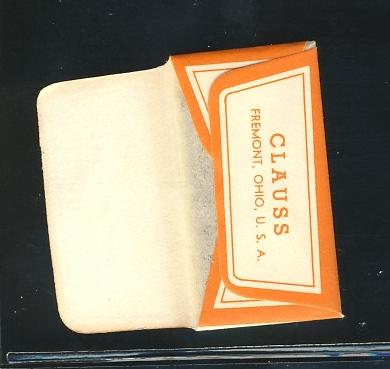 CLAUSS
FREMONT, OHIO, U. S. A.